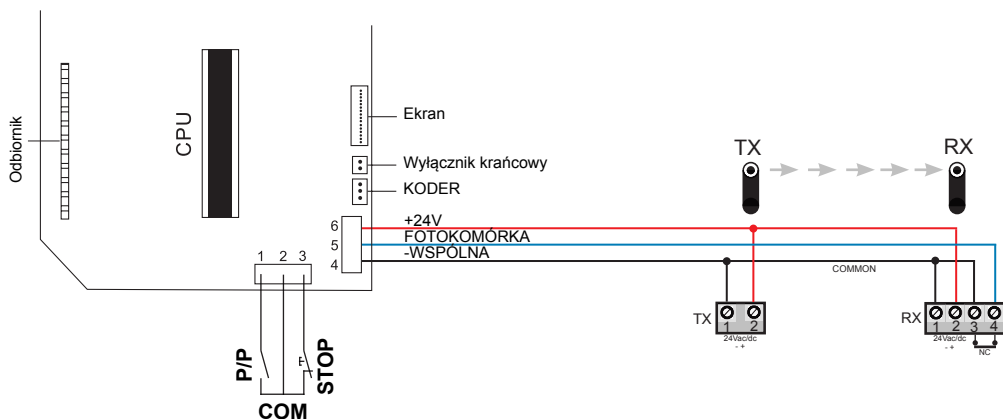 Odbiornik
CPU
Ekran
Wyłącznik krańcowy
KODER
TX
RX
6
+24V
5
FOTOKOMÓRKA
4
-WSPÓLNA
COMMON
1 2 3
P/P
STOP
COM
TX
1 2
24Vac/dc
- +
RX
1 2 3 4
24Vac/dc
- +
NC